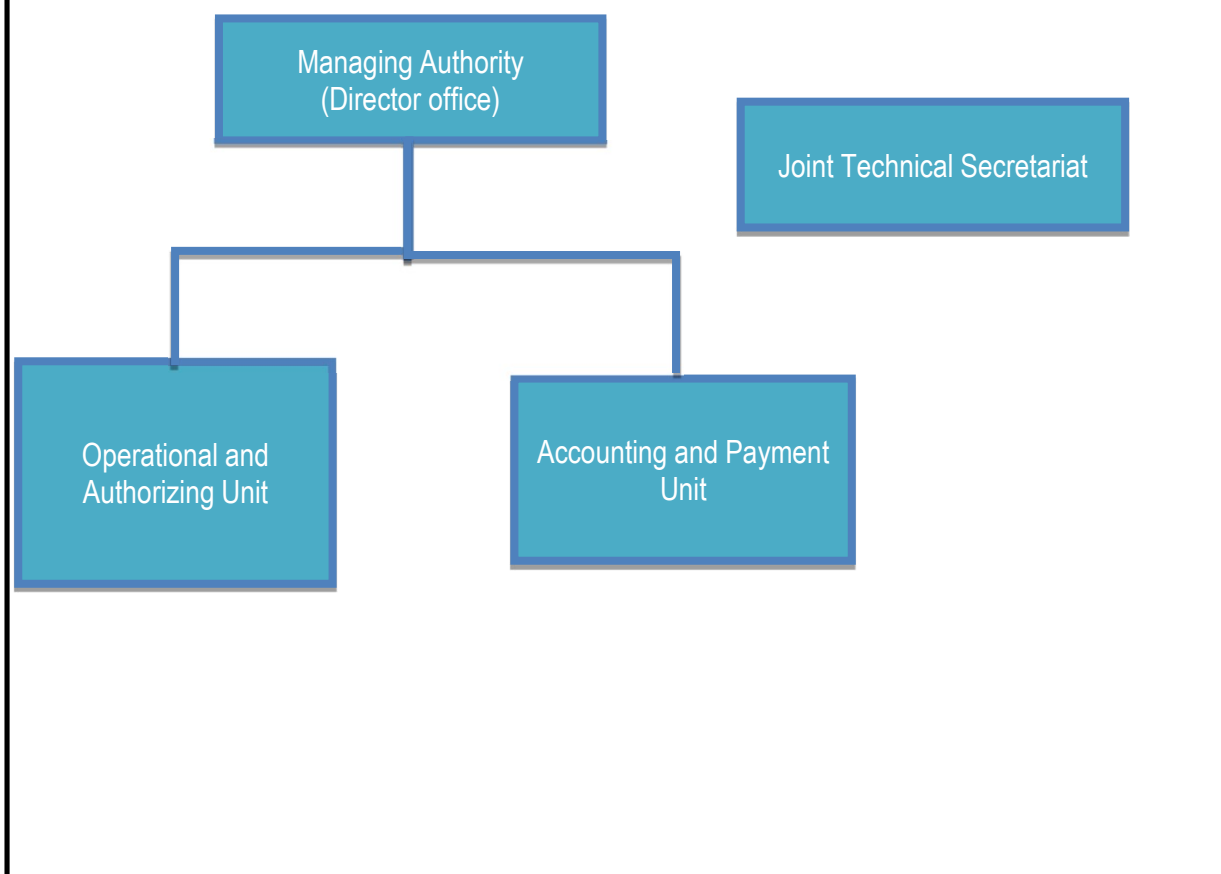 Managing Authority
(Director office)
Joint Technical Secretariat
Operational and
Authorizing Unit
Accounting and Payment
Unit